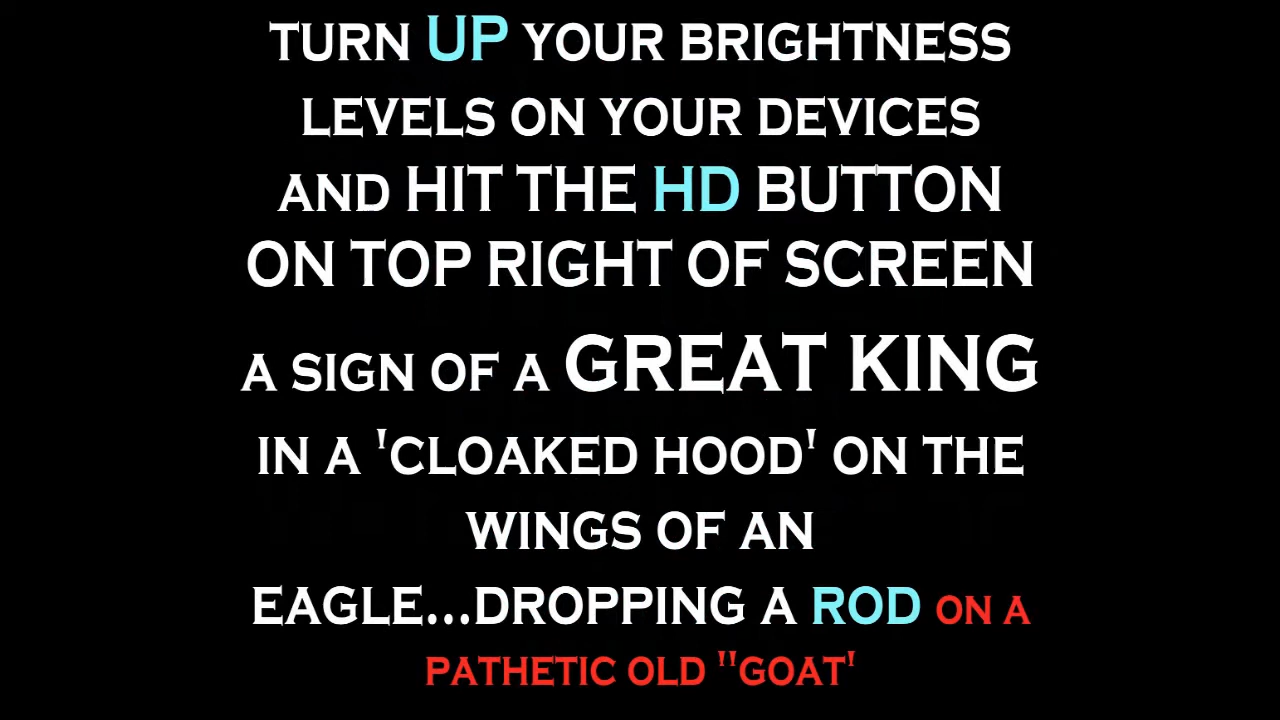 TURN UP YOUR BRIGHTNESS
LEVELS ON YOUR DEVICES
AND HIT THE HD BUTTON
ON TOP RIGHT OF SCREEN
A SIGN OF A GREAT KING
IN A 'CLOAKED HOOD' ON THE
WINGS OF AN
EAGLE...DROPPING A ROD ON A
PATHETIC OLD "GOAT'